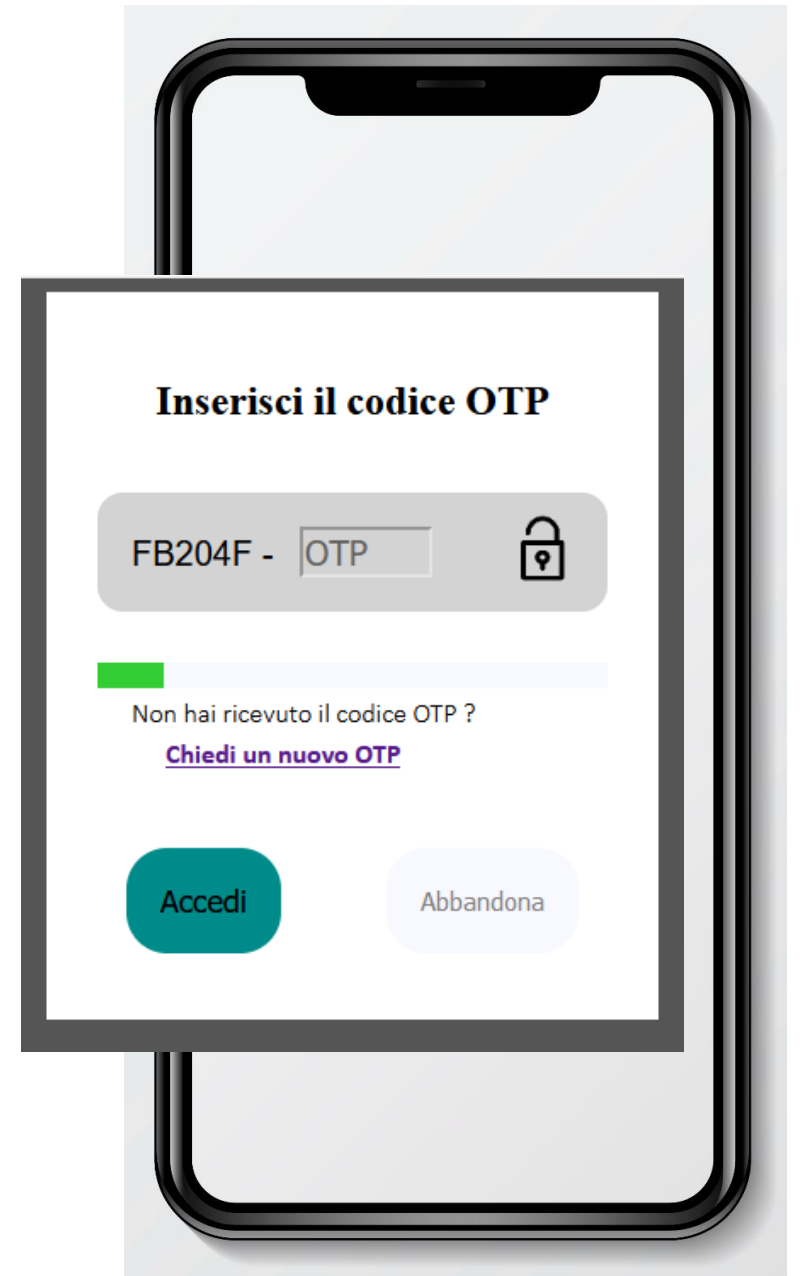 Inserisci il codice OTP
FB204F - OTP
Non hai ricevuto il codice OTP ?
Chiedi un nuovo OTP
Accedi Abbandona